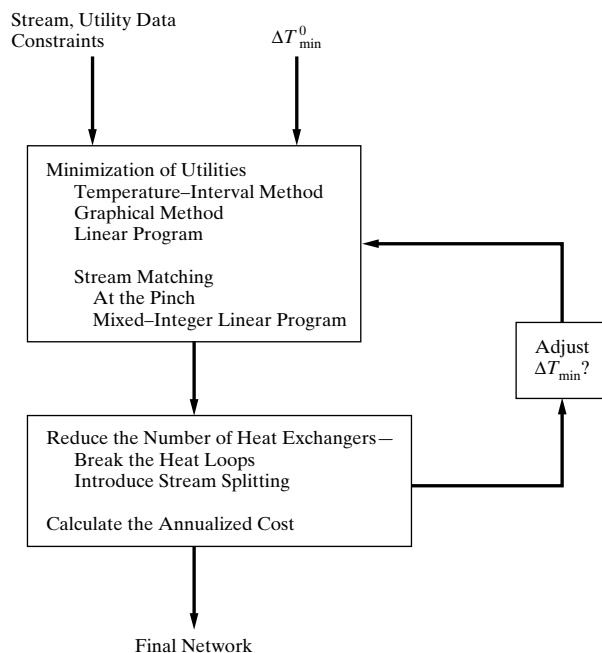 Stream, Utility Data
Constraints
ΔT⁰min
Minimization of Utilities
Temperature–Interval Method
Graphical Method
Linear Program
Stream Matching
At the Pinch
Mixed–Integer Linear Program
Adjust
ΔTmin?
Reduce the Number of Heat Exchangers—
Break the Heat Loops
Introduce Stream Splitting
Calculate the Annualized Cost
Final Network